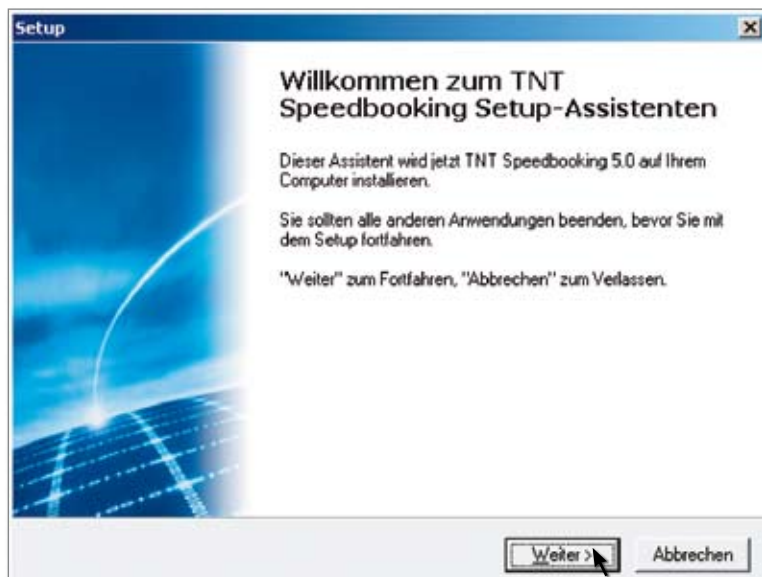 Setup
Willkommen zum TNT
Speedbooking Setup-Assistenten
Dieser Assistent wird jetzt TNT Speedbooking 5.0 auf Ihrem
Computer installieren.
Sie sollten alle anderen Anwendungen beenden, bevor Sie mit
dem Setup fortfahren.
"Weiter" zum Fortfahren, "Abbrechen" zum Verlassen.
Weiter >
Abbrechen